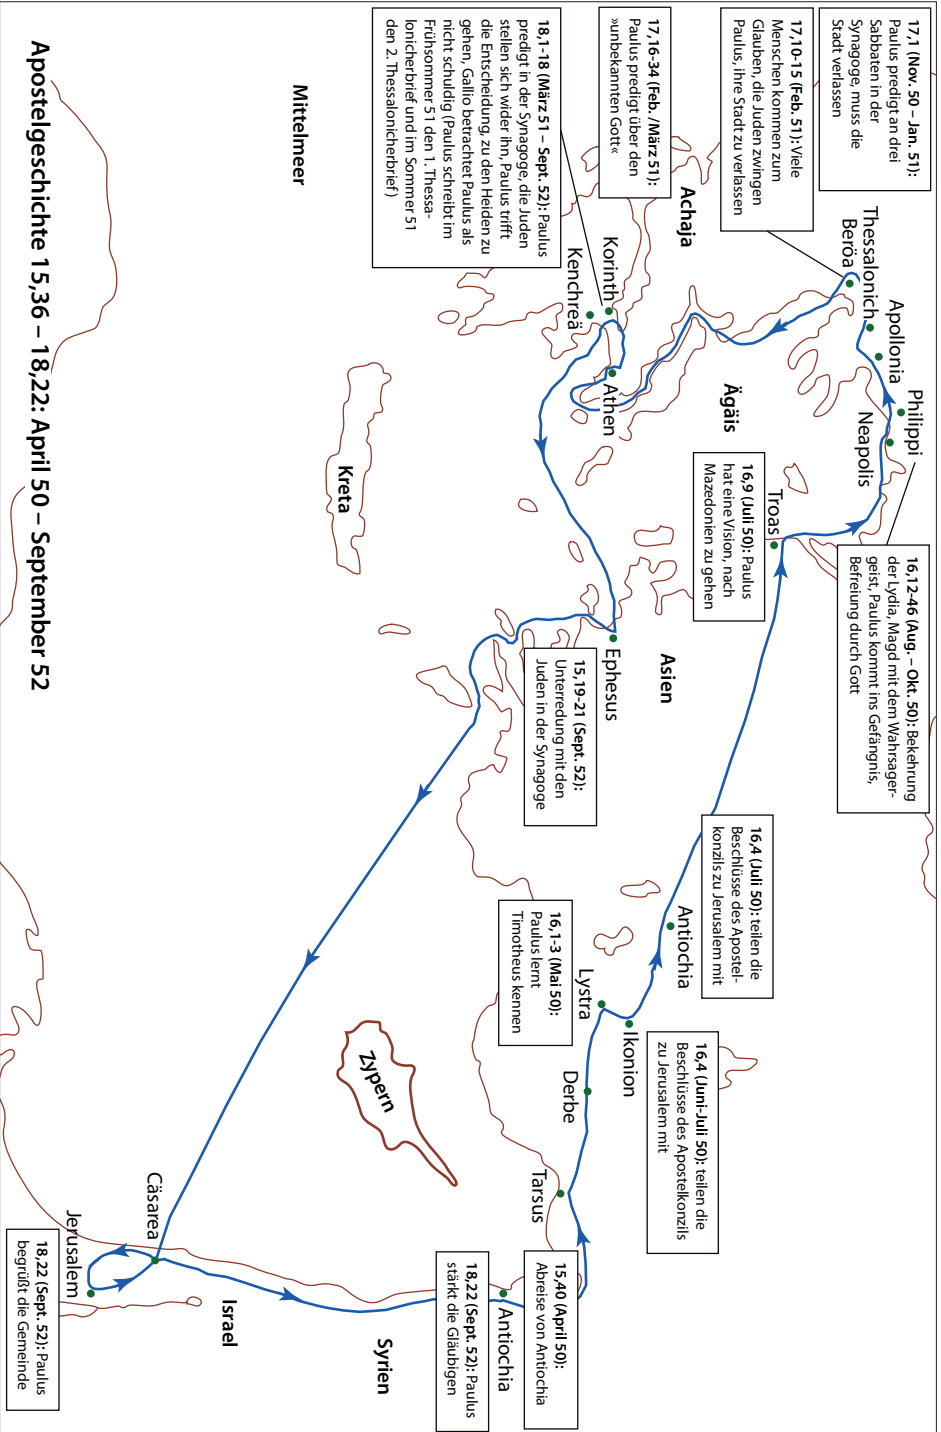 17,1 (Nov. 50 – Jan. 51):
Paulus predigt an drei
Sabbaten in der
Synagoge, muss die
Stadt verlassen
17,10-15 (Feb. 51): Viele
Menschen kommen zum
Glauben, die Juden zwingen
Paulus, ihre Stadt zu verlassen
17,16-34 (Feb. /März 51):
Paulus predigt über den
»unbekannten Gott«
18,1-18 (März 51 – Sept. 52): Paulus
predigt in der Synagoge, die Juden
stellen sich wider ihn, Paulus trifft
die Entscheidung, zu den Heiden zu
gehen, Gallio betrachtet Paulus als
nicht schuldig (Paulus schreibt im
Frühsommer 51 den 1. Thessa-
lonicherbrief und im Sommer 51
den 2. Thessalonicherbrief)
Philippi
Apollonia
Thessalonich
Beröa
Neapolis
16,12-46 (Aug. – Okt. 50): Bekehrung
der Lydia, Magd mit dem Wahrsager-
geist, Paulus kommt ins Gefängnis,
Befreiung durch Gott
Troas
16,9 (Juli 50): Paulus
hat eine Vision, nach
Mazedonien zu gehen
Ägäis
Achaja
Korinth
Kenchreä
Athen
Asien
Ephesus
15,19-21 (Sept. 52):
Unterredung mit den
Juden in der Synagoge
16,4 (Juli 50): teilen die
Beschlüsse des Apostel-
konzils zu Jerusalem mit
Antiochia
16,4 (Juni-Juli 50): teilen die
Beschlüsse des Apostelkonzils
zu Jerusalem mit
Ikonion
Lystra
16,1-3 (Mai 50):
Paulus lernt
Timotheus kennen
Derbe
Tarsus
15,40 (April 50):
Abreise von Antiochia
Antiochia
18,22 (Sept. 52): Paulus
stärkt die Gläubigen
Syrien
Israel
Zypern
Kreta
Mittelmeer
Cäsarea
Jerusalem
18,22 (Sept. 52): Paulus
begrüßt die Gemeinde
Apostelgeschichte 15,36 – 18,22: April 50 – September 52